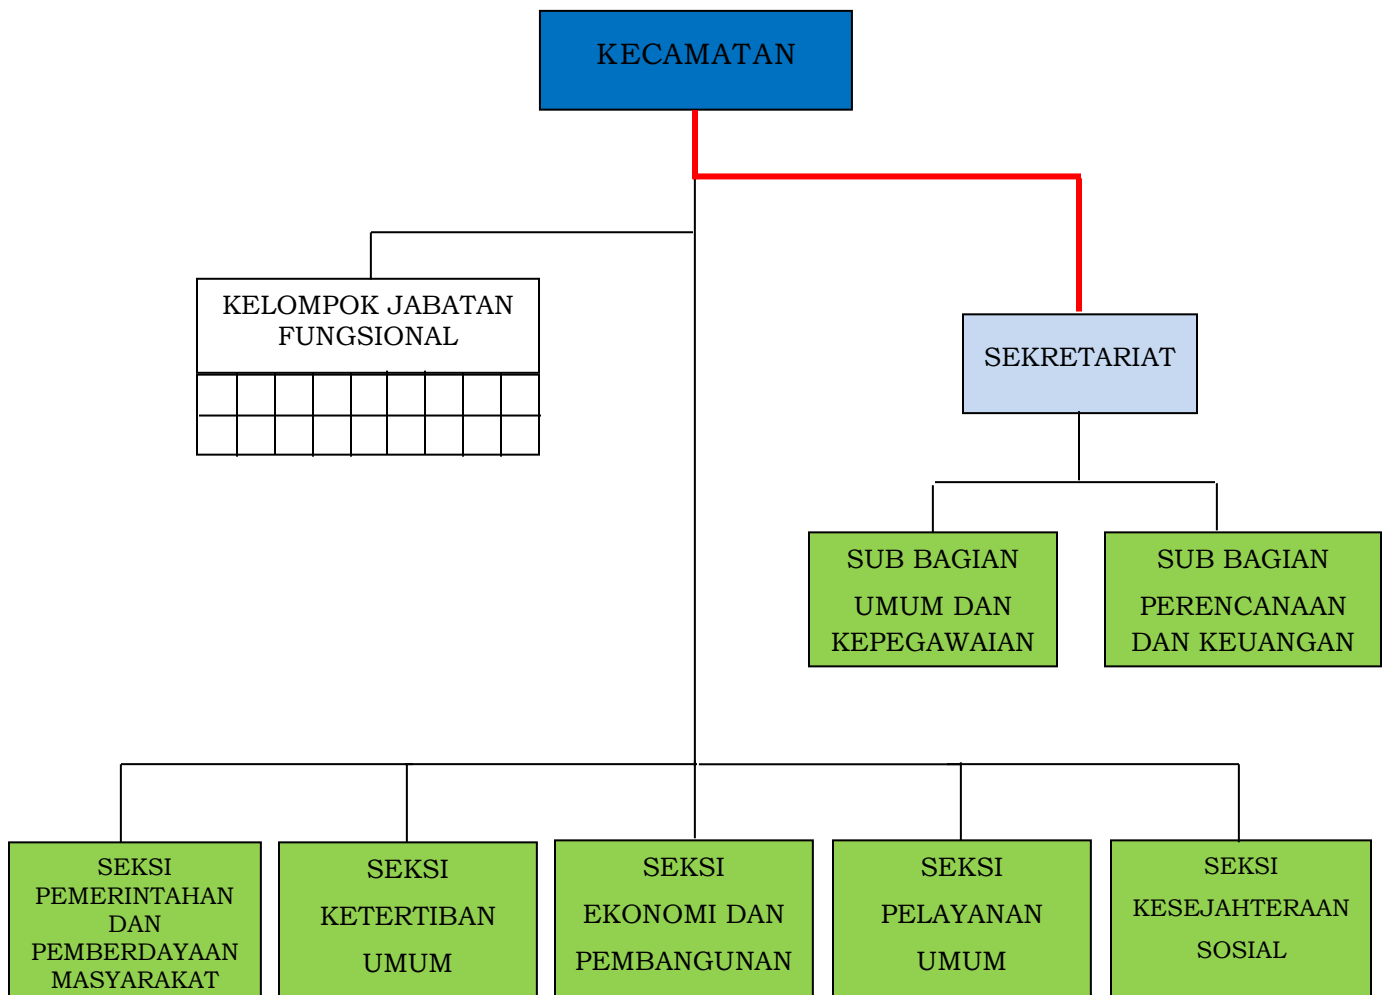 KECAMATAN
KELOMPOK JABATAN
FUNGSIONAL
SEKRETARIAT
SUB BAGIAN
UMUM DAN
KEPEGAWAIAN
SUB BAGIAN
PERENCANAAN
DAN KEUANGAN
SEKSI
PEMERINTAHAN
DAN
PEMBERDAYAAN
MASYARAKAT
SEKSI
KETERTIBAN
UMUM
SEKSI
EKONOMI DAN
PEMBANGUNAN
SEKSI
PELAYANAN
UMUM
SEKSI
KESEJAHTERAAN
SOSIAL